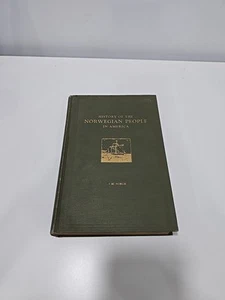 HISTORY OF THE
NORWEGIAN PEOPLE
IN AMERICA